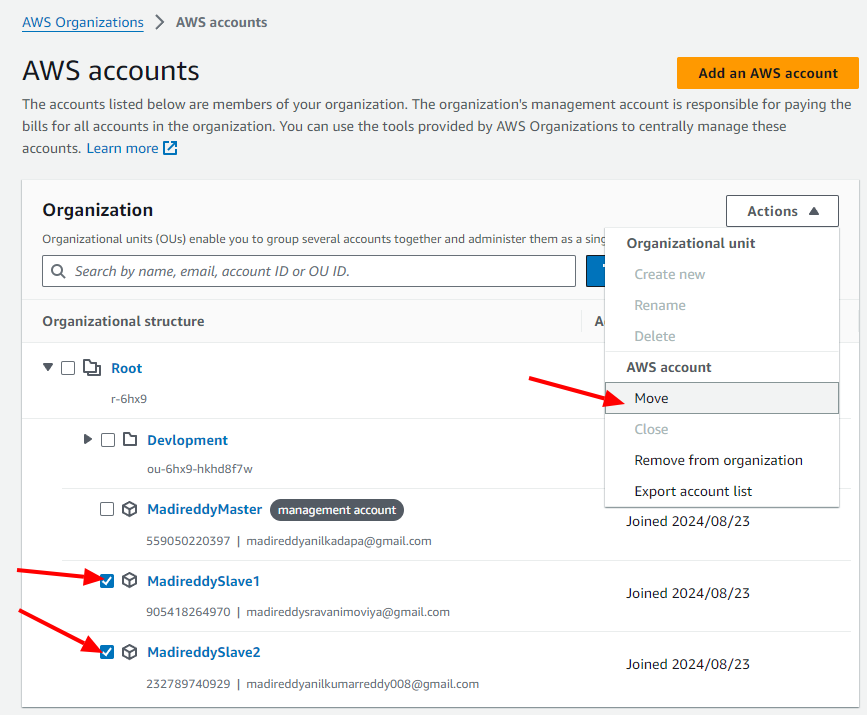 AWS Organizations > AWS accounts
AWS accounts
Add an AWS account
The accounts listed below are members of your organization. The organization's management account is responsible for paying the
bills for all accounts in the organization. You can use the tools provided by AWS Organizations to centrally manage these
accounts. Learn more
Organization
Actions
Organizational units (OUs) enable you to group several accounts together and administer them as a
Search by name, email, account ID or OU ID.
Organizational unit
Create new
Rename
Delete
AWS account
Move
Close
Remove from organization
Export account list
Organizational structure
Root
r-6hx9
Devlopment
ou-6hx9-hkhd8f7w
MadireddyMaster management account
559050220397 | madireddyanilkadapa@gmail.com
Joined 2024/08/23
MadireddySlave1
905418264970 | madireddysravanimoviya@gmail.com
Joined 2024/08/23
MadireddySlave2
232789740929 | madireddyanilkumarreddy008@gmail.com
Joined 2024/08/23